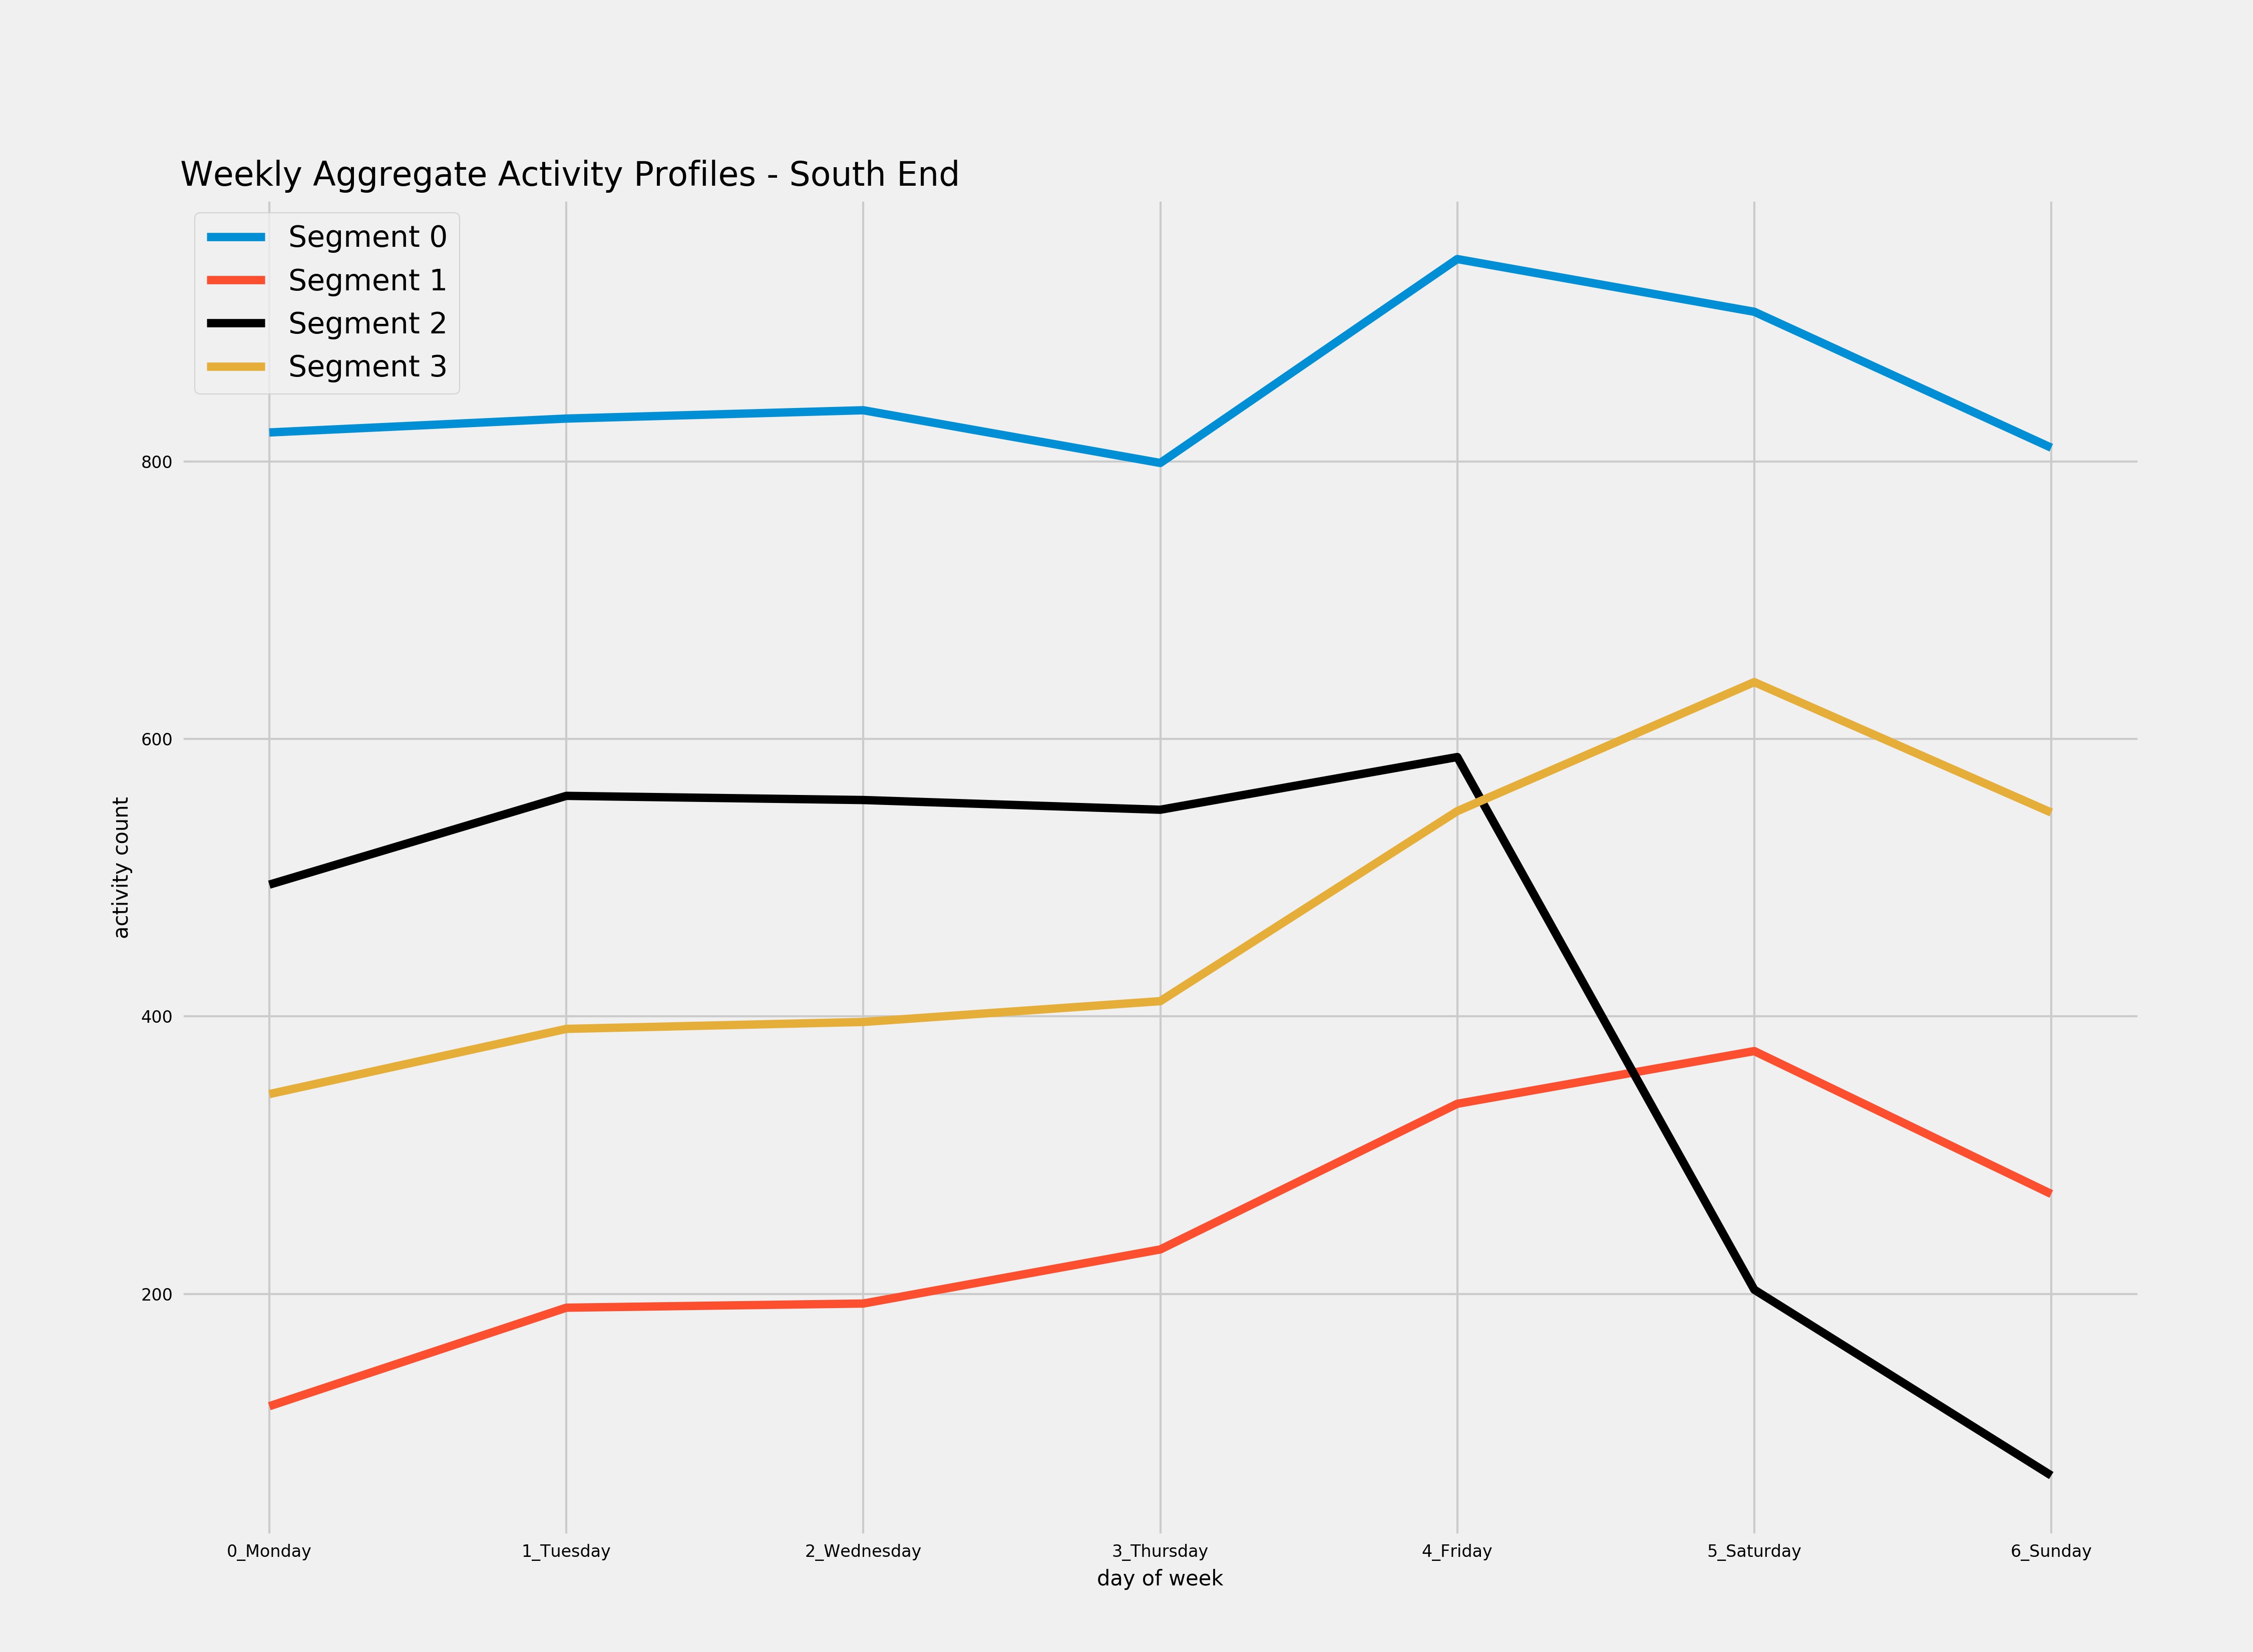 Weekly Aggregate Activity Profiles - South End
Segment 0
Segment 1
Segment 2
Segment 3
800
600
400
200
activity count
0_Monday 1_Tuesday 2_Wednesday 3_Thursday 4_Friday 5_Saturday 6_Sunday
day of week